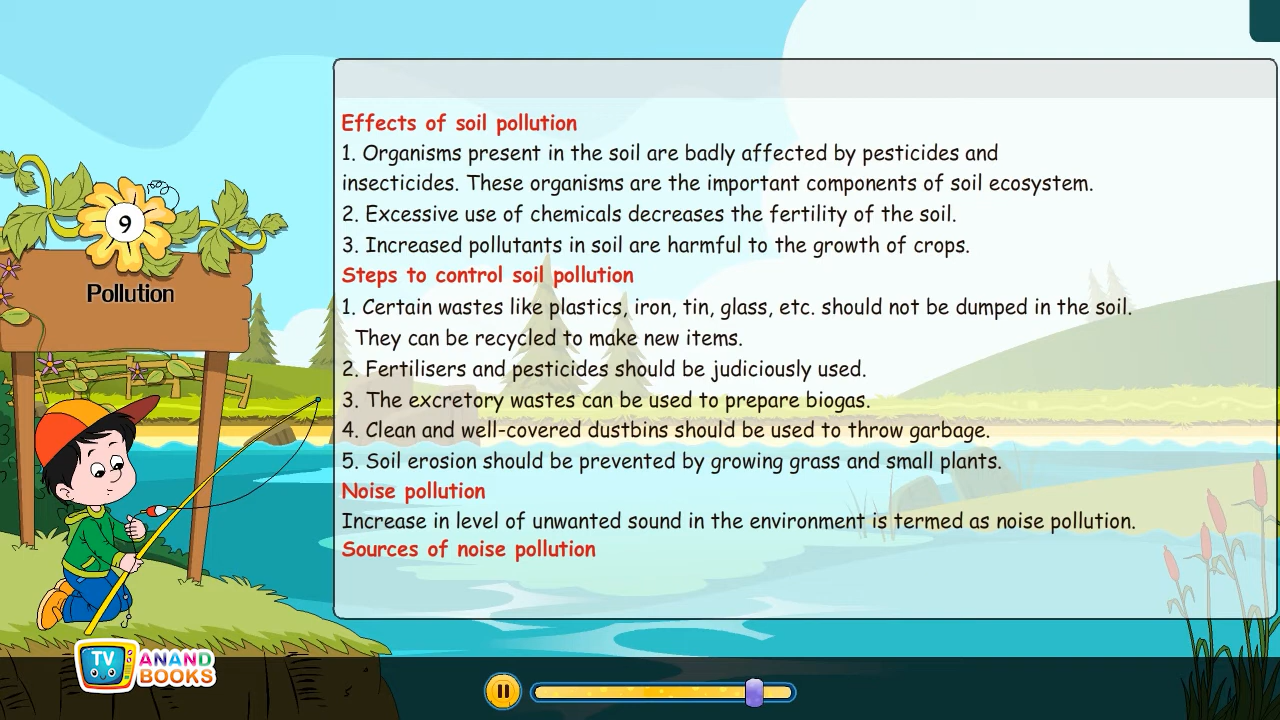 Effects of soil pollution
1. Organisms present in the soil are badly affected by pesticides and
insecticides. These organisms are the important components of soil ecosystem.
2. Excessive use of chemicals decreases the fertility of the soil.
3. Increased pollutants in soil are harmful to the growth of crops.
Steps to control soil pollution
1. Certain wastes like plastics, iron, tin, glass, etc. should not be dumped in the soil.
They can be recycled to make new items.
2. Fertilisers and pesticides should be judiciously used.
3. The excretory wastes can be used to prepare biogas.
4. Clean and well-covered dustbins should be used to throw garbage.
5. Soil erosion should be prevented by growing grass and small plants.
Noise pollution
Increase in level of unwanted sound in the environment is termed as noise pollution.
Sources of noise pollution
9
Pollution
TV
ANAND
BOOKS